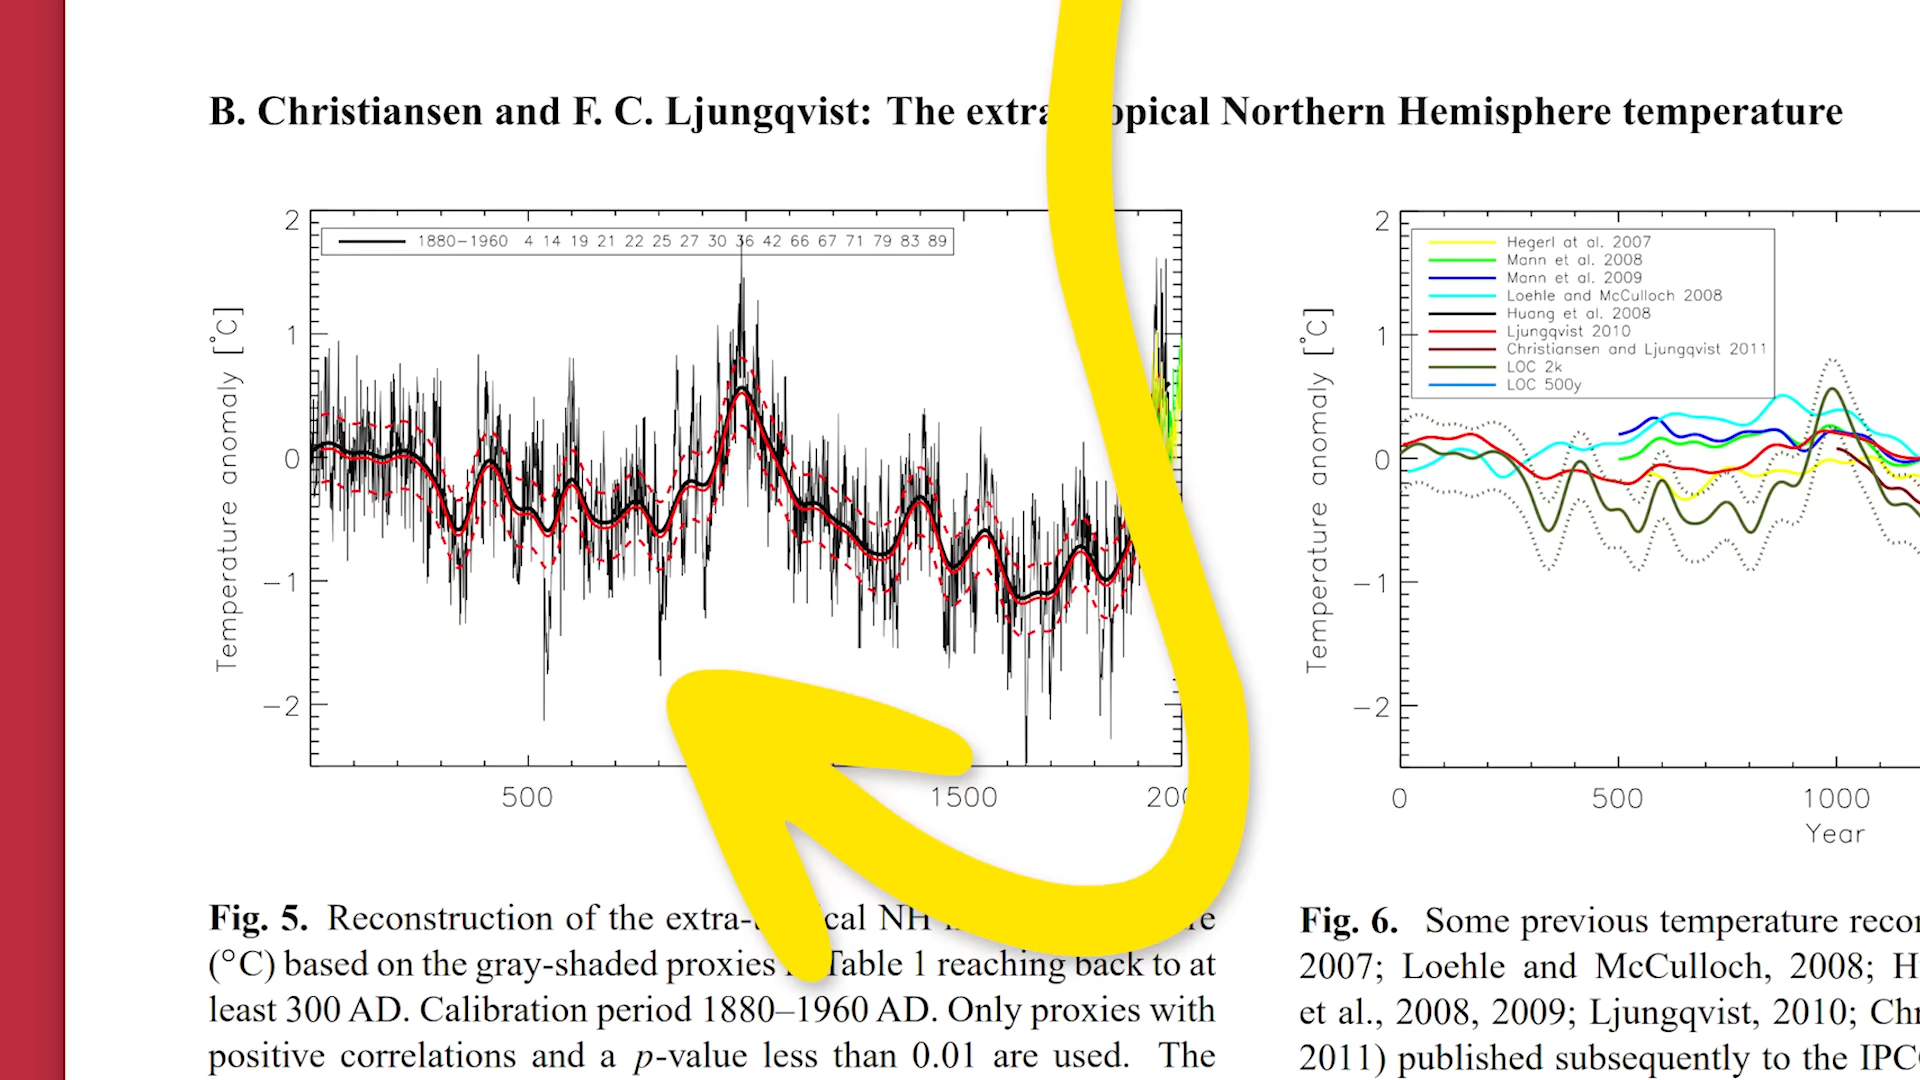 B. Christiansen and F. C. Ljungqvist: The extra opical Northern Hemisphere temperature
2
1880−1960 4 14 19 21 22 25 27 30 36 42 66 67 71 79 83 89
1
0
−1
−2
Temperature anomaly [°C]
500
1500
200
Fig. 5. Reconstruction of the extra- cal NH re
(°C) based on the gray-shaded proxies Table 1 reaching back to at
least 300 AD. Calibration period 1880–1960 AD. Only proxies with
positive correlations and a p-value less than 0.01 are used. The
2
Hegerl at al. 2007
Mann et al. 2008
Mann et al. 2009
Loehle and McCulloch 2008
Huang et al. 2008
Ljungqvist 2010
Christiansen and Ljungqvist 2011
LOC 2k
LOC 500y
1
0
−1
−2
Temperature anomaly [°C]
0
500
1000
Year
Fig. 6. Some previous temperature recon
2007; Loehle and McCulloch, 2008; H
et al., 2008, 2009; Ljungqvist, 2010; Chr
2011) published subsequently to the IPC